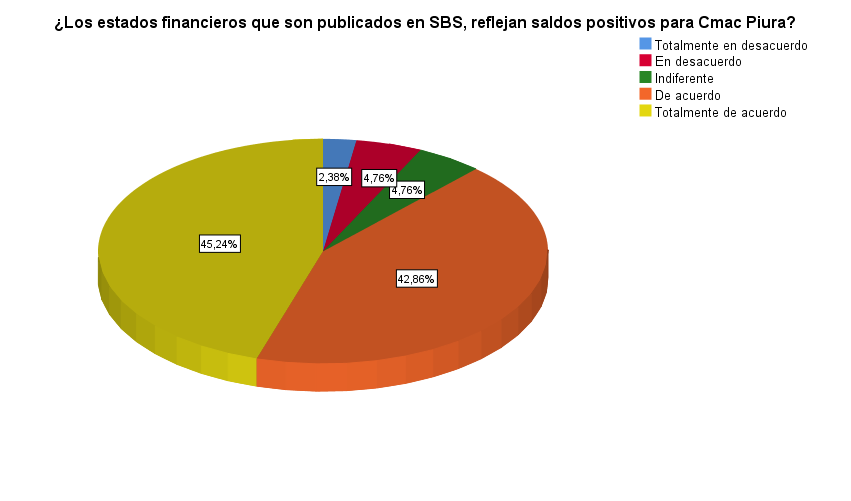 ¿Los estados financieros que son publicados en SBS, reflejan saldos positivos para Cmac Piura?
Totalmente en desacuerdo
En desacuerdo
Indiferente
De acuerdo
Totalmente de acuerdo
2,38%
4,76%
4,76%
45,24%
42,86%